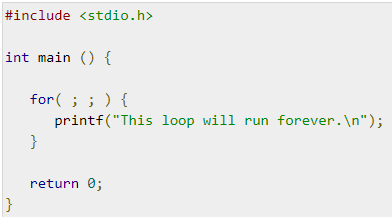 #include <stdio.h>
int main () {
for( ; ; ) {
printf("This loop will run forever.\n");
}
return 0;
}